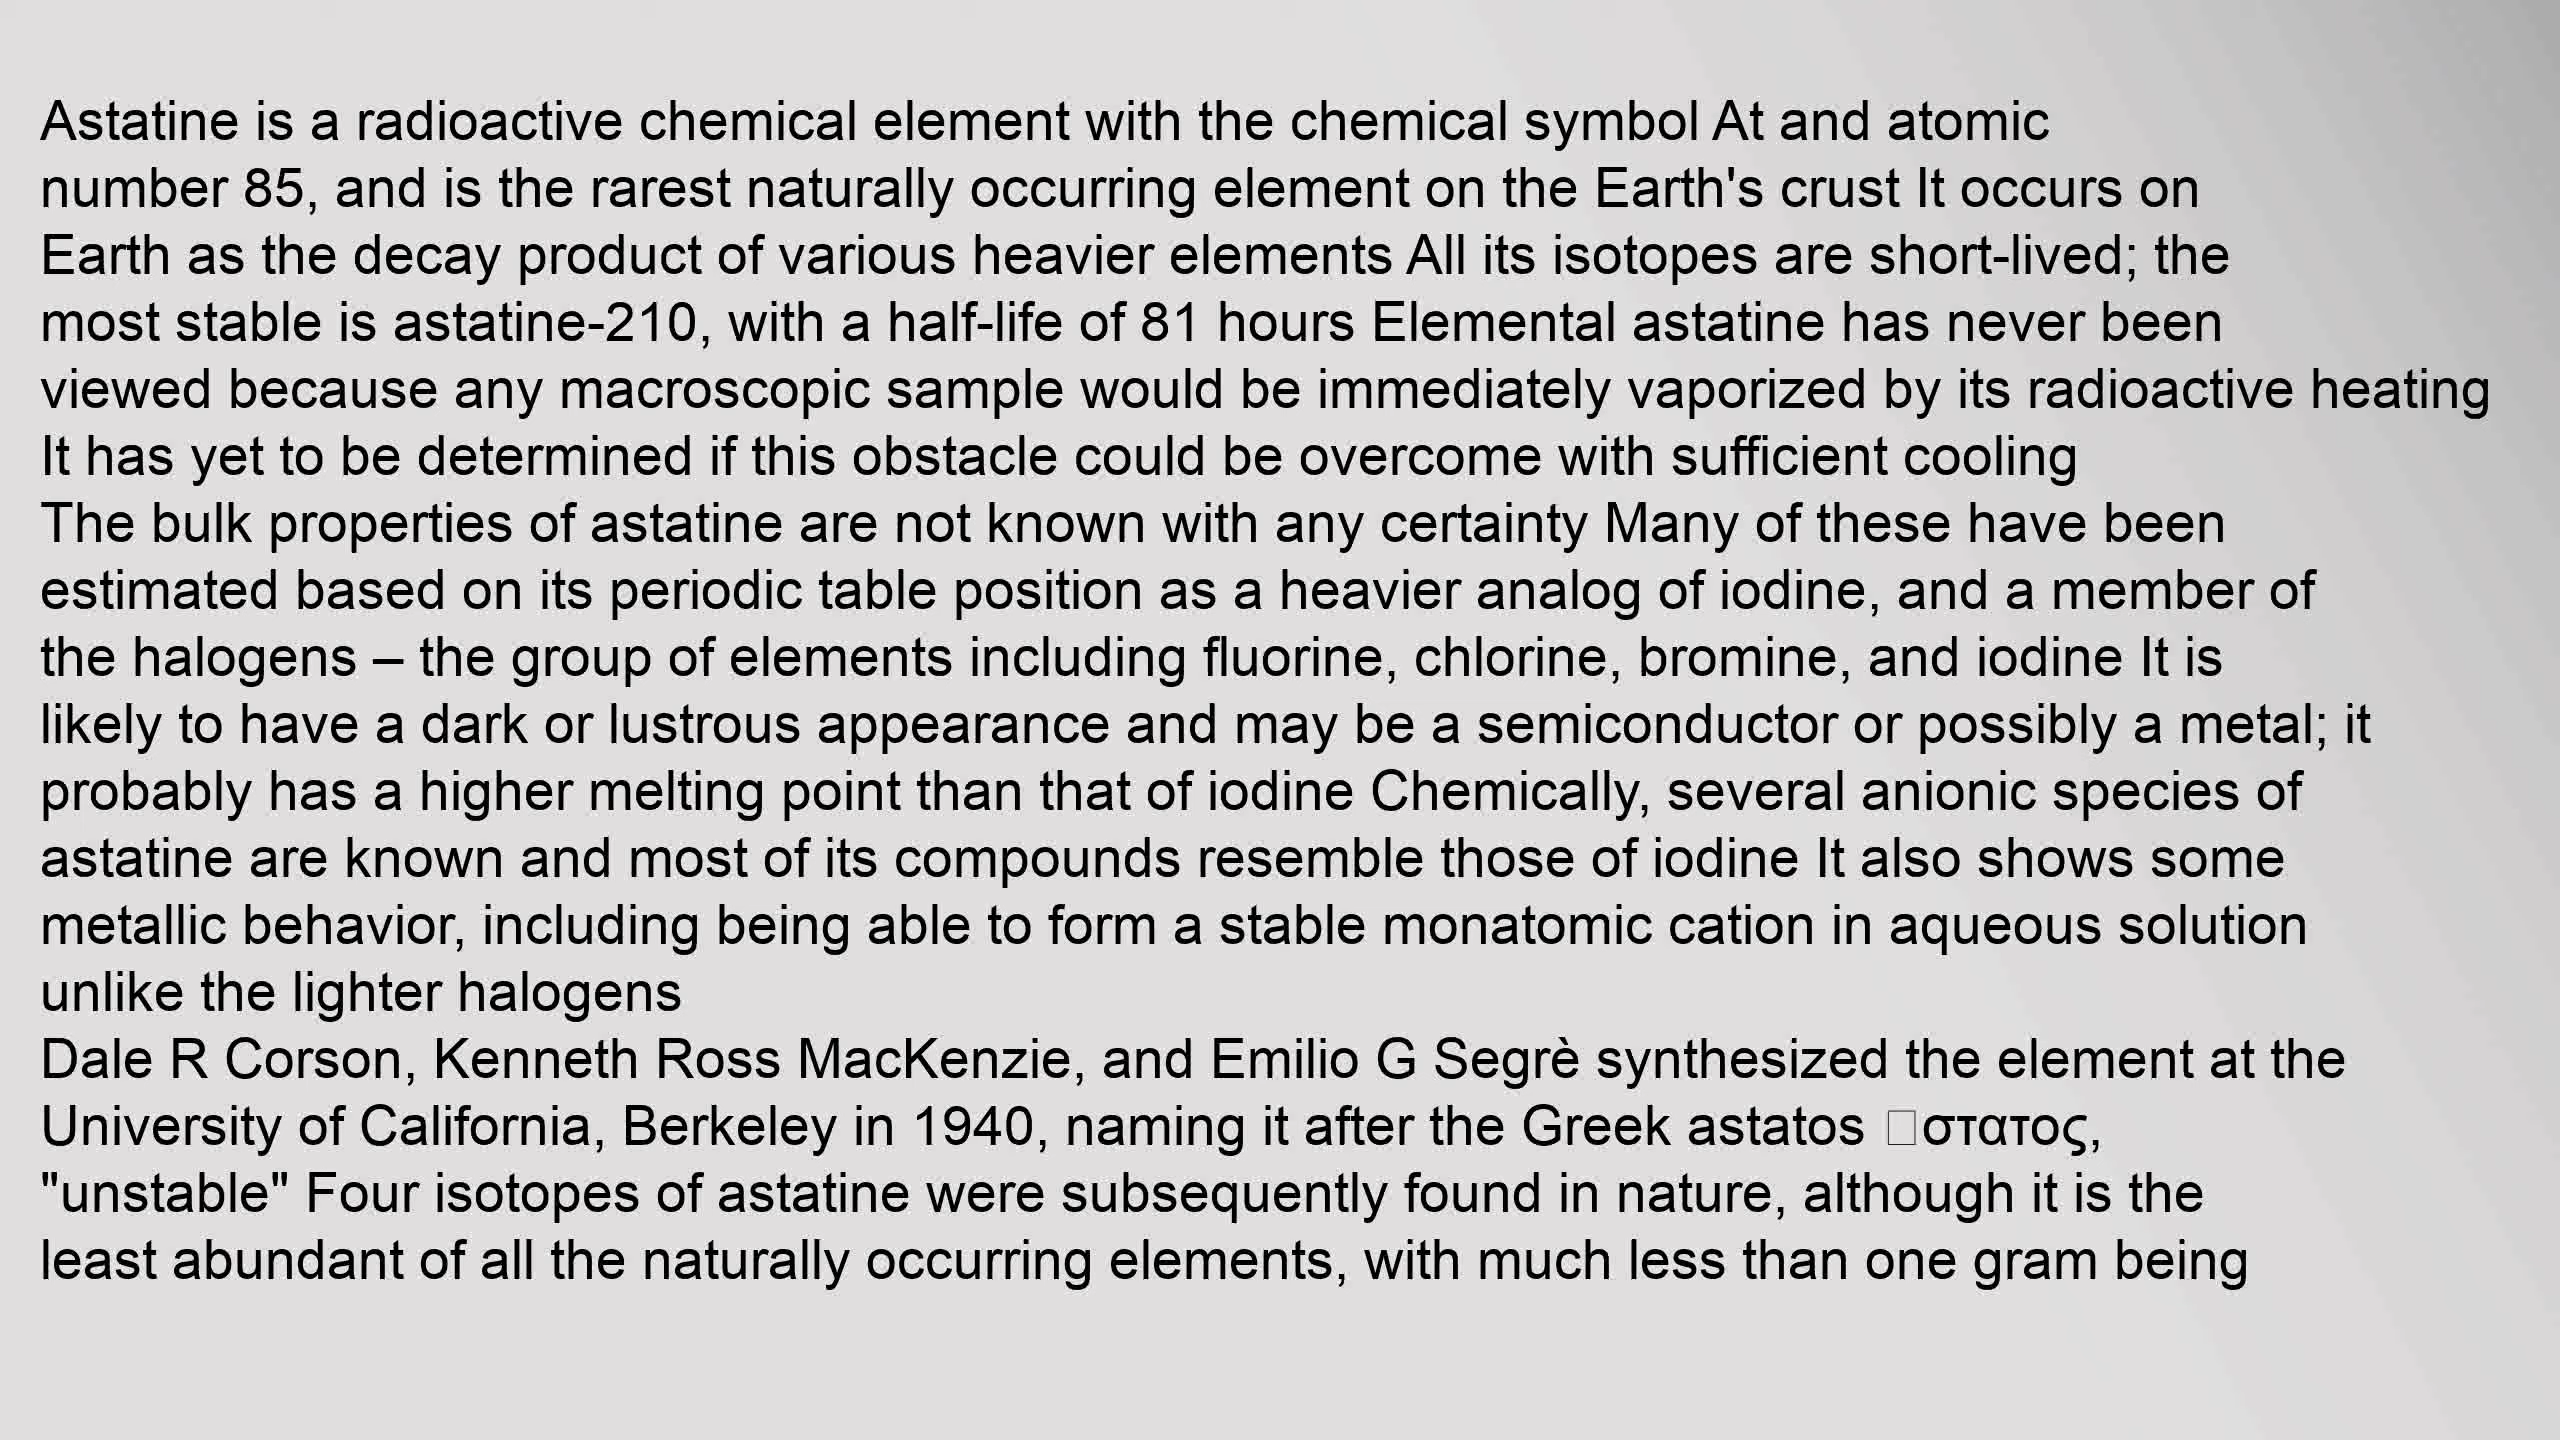 Astatine is a radioactive chemical element with the chemical symbol At and atomic
number 85, and is the rarest naturally occurring element on the Earth's crust It occurs on
Earth as the decay product of various heavier elements All its isotopes are short-lived; the
most stable is astatine-210, with a half-life of 81 hours Elemental astatine has never been
viewed because any macroscopic sample would be immediately vaporized by its radioactive heating
It has yet to be determined if this obstacle could be overcome with sufficient cooling
The bulk properties of astatine are not known with any certainty Many of these have been
estimated based on its periodic table position as a heavier analog of iodine, and a member of
the halogens – the group of elements including fluorine, chlorine, bromine, and iodine It is
likely to have a dark or lustrous appearance and may be a semiconductor or possibly a metal; it
probably has a higher melting point than that of iodine Chemically, several anionic species of
astatine are known and most of its compounds resemble those of iodine It also shows some
metallic behavior, including being able to form a stable monatomic cation in aqueous solution
unlike the lighter halogens
Dale R Corson, Kenneth Ross MacKenzie, and Emilio G Segrè synthesized the element at the
University of California, Berkeley in 1940, naming it after the Greek astatos □στατος,
"unstable" Four isotopes of astatine were subsequently found in nature, although it is the
least abundant of all the naturally occurring elements, with much less than one gram being